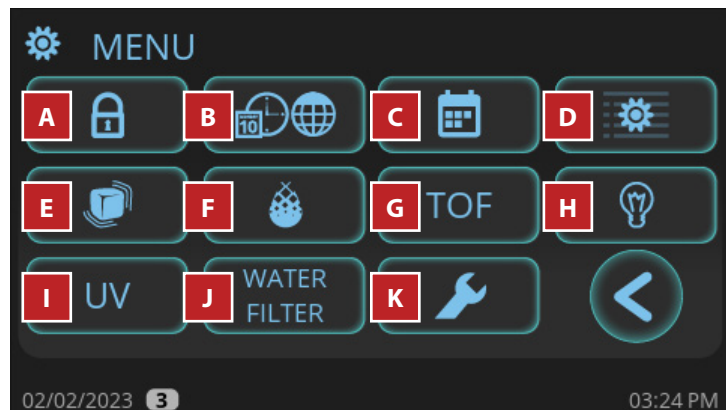 MENU
A
B
10
C
D
E
F
G TOF
H
I UV
J WATER
FILTER
K
02/02/2023 3 03:24 PM